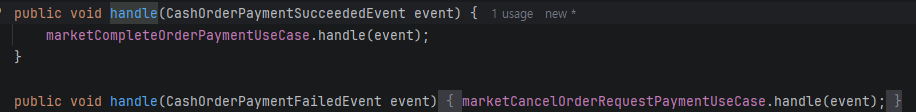 public void handle(CashOrderPaymentSucceededEvent event) { 1 usage new *
marketCompleteOrderPaymentUseCase.handle(event);
}
public void handle(CashOrderPaymentFailedEvent event) { marketCancelOrderRequestPaymentUseCase.handle(event); }